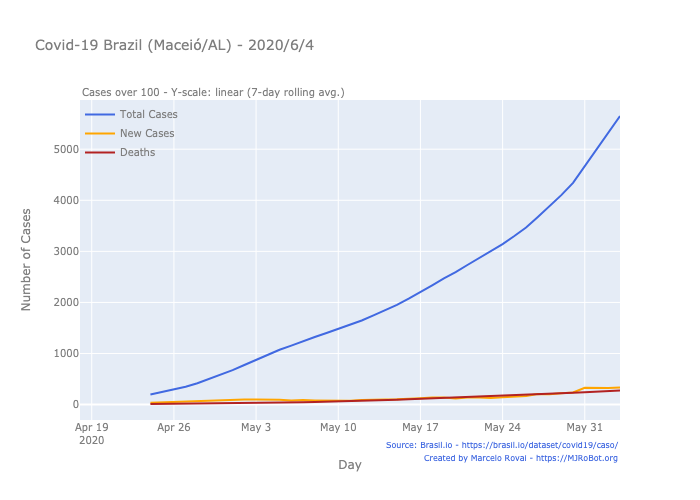 Covid-19 Brazil (Maceió/AL) - 2020/6/4
Cases over 100 - Y-scale: linear (7-day rolling avg.)
Total Cases
New Cases
Deaths
Number of Cases
5000
4000
3000
2000
1000
0
Apr 19
2020
Apr 26
May 3
May 10
May 17
May 24
May 31
Day
Source: Brasil.io - https://brasil.io/dataset/covid19/caso/
Created by Marcelo Rovai - https://MJRoBot.org